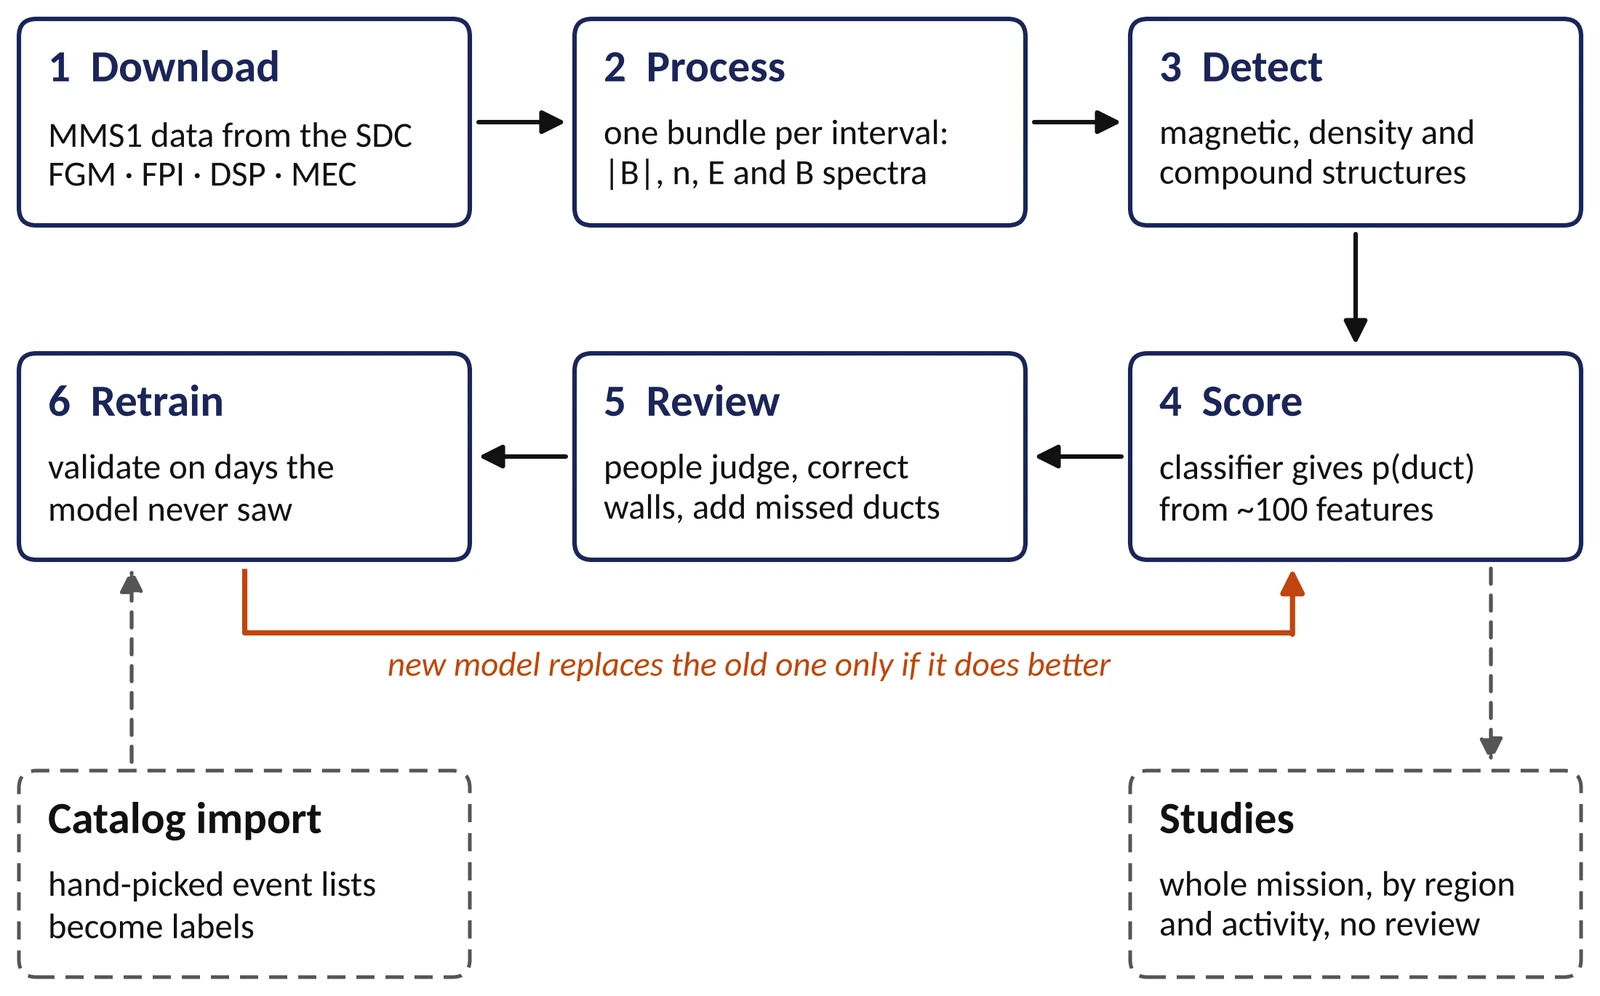 1 Download
MMS1 data from the SDC
FGM · FPI · DSP · MEC
2 Process
one bundle per interval:
|B|, n, E and B spectra
3 Detect
magnetic, density and
compound structures
4 Score
classifier gives p(duct)
from ~100 features
5 Review
people judge, correct
walls, add missed ducts
6 Retrain
validate on days the
model never saw
new model replaces the old one only if it does better
Catalog import
hand-picked event lists
become labels
Studies
whole mission, by region
and activity, no review